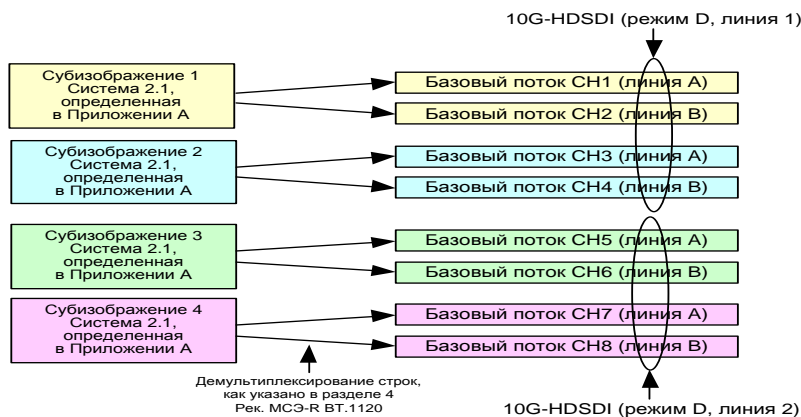 10G-HDSDI (режим D, линия 1)
Субизображение 1
Система 2.1,
определенная
в Приложении A
Базовый поток CH1 (линия A)
Базовый поток CH2 (линия B)
Субизображение 2
Система 2.1,
определенная
в Приложении A
Базовый поток CH3 (линия A)
Базовый поток CH4 (линия B)
Субизображение 3
Система 2.1,
определенная
в Приложении A
Базовый поток CH5 (линия A)
Базовый поток CH6 (линия B)
Субизображение 4
Система 2.1,
определенная
в Приложении A
Базовый поток CH7 (линия A)
Базовый поток CH8 (линия B)
Демультиплексирование строк,
как указано в разделе 4
Рек. МСЭ-R BT.1120
10G-HDSDI (режим D, линия 2)